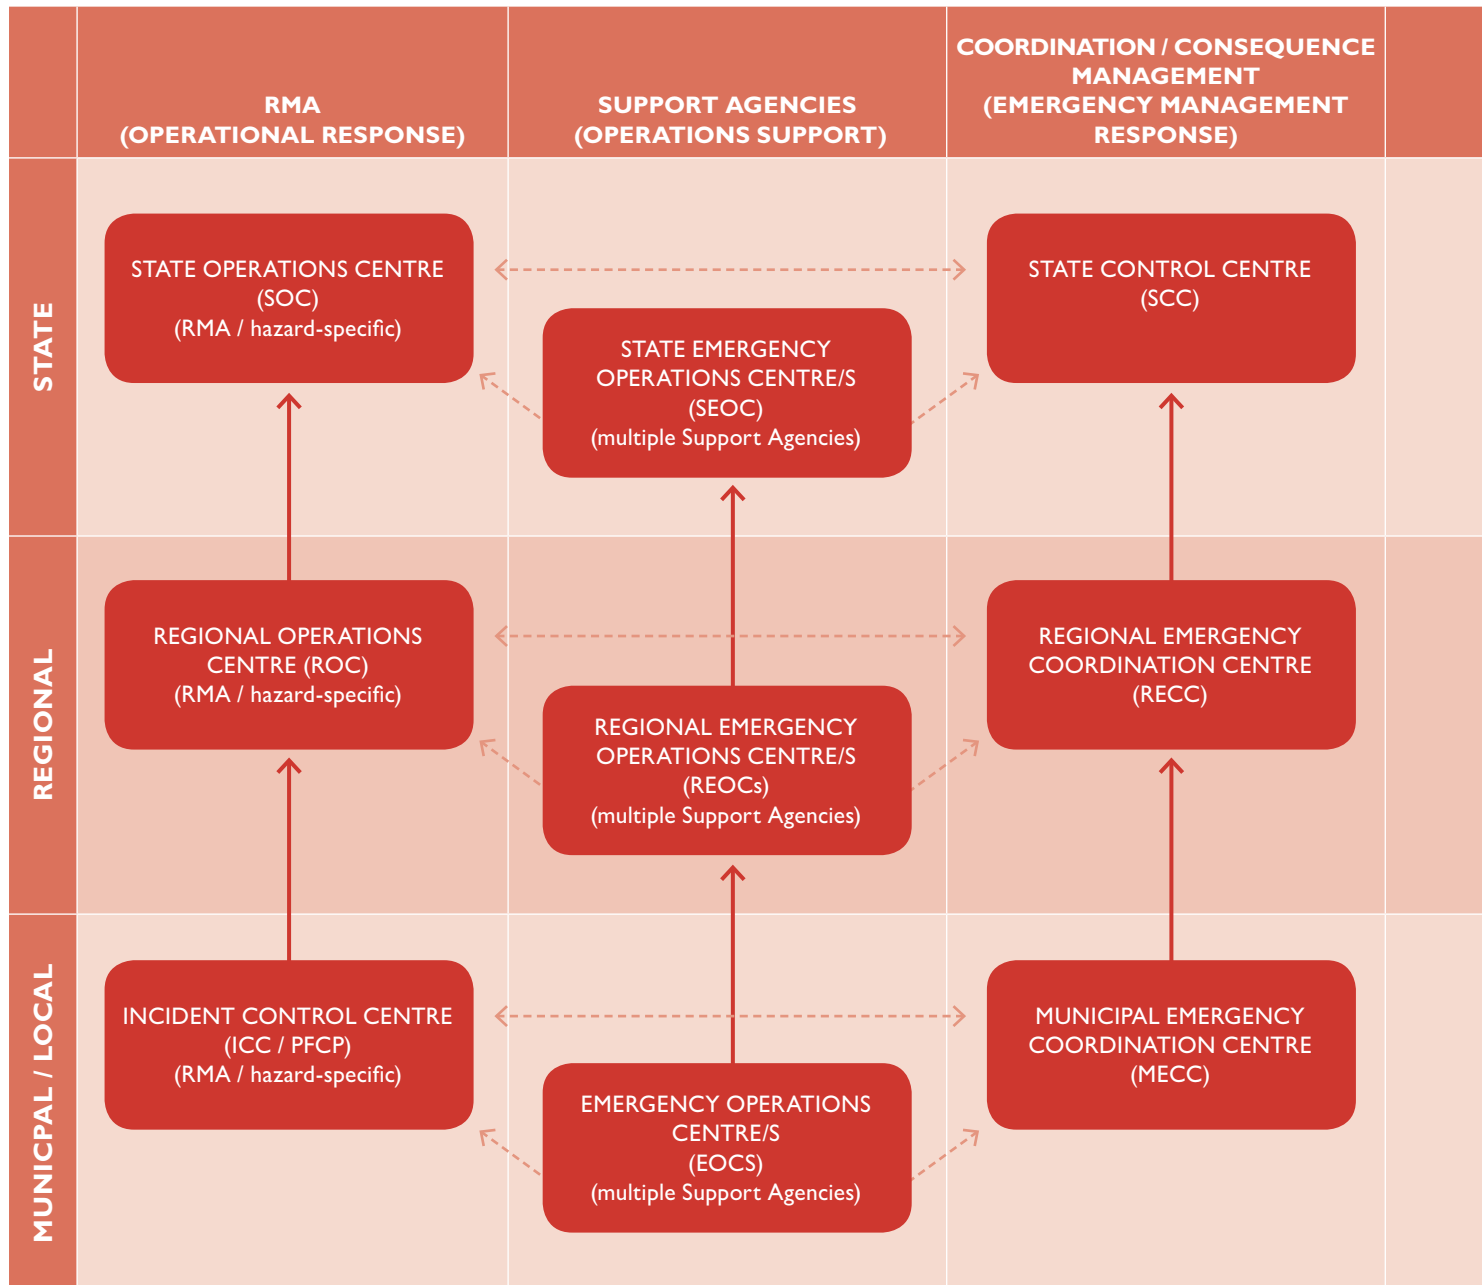 RMA
(OPERATIONAL RESPONSE)
SUPPORT AGENCIES
(OPERATIONS SUPPORT)
COORDINATION / CONSEQUENCE
MANAGEMENT
(EMERGENCY MANAGEMENT
RESPONSE)
STATE
STATE OPERATIONS CENTRE
(SOC)
(RMA / hazard-specific)
STATE EMERGENCY
OPERATIONS CENTRE/S
(SEOC)
(multiple Support Agencies)
STATE CONTROL CENTRE
(SCC)
REGIONAL
REGIONAL OPERATIONS
CENTRE (ROC)
(RMA / hazard-specific)
REGIONAL EMERGENCY
OPERATIONS CENTRE/S
(REOCs)
(multiple Support Agencies)
REGIONAL EMERGENCY
COORDINATION CENTRE
(RECC)
MUNICPAL / LOCAL
INCIDENT CONTROL CENTRE
(ICC / PFCP)
(RMA / hazard-specific)
EMERGENCY OPERATIONS
CENTRE/S
(EOCS)
(multiple Support Agencies)
MUNICIPAL EMERGENCY
COORDINATION CENTRE
(MECC)